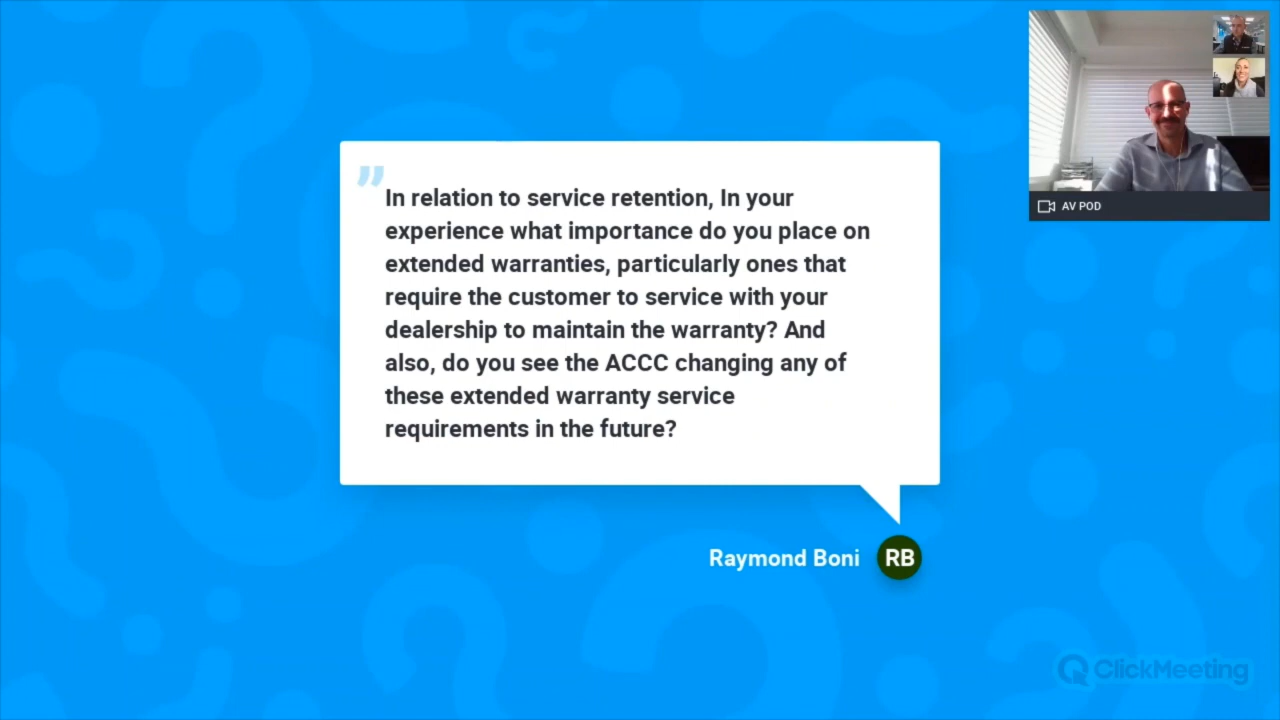 "
In relation to service retention, In your
experience what importance do you place on
extended warranties, particularly ones that
require the customer to service with your
dealership to maintain the warranty? And
also, do you see the ACCC changing any of
these extended warranty service
requirements in the future?
Raymond Boni RB
AV POD
ClickMeeting